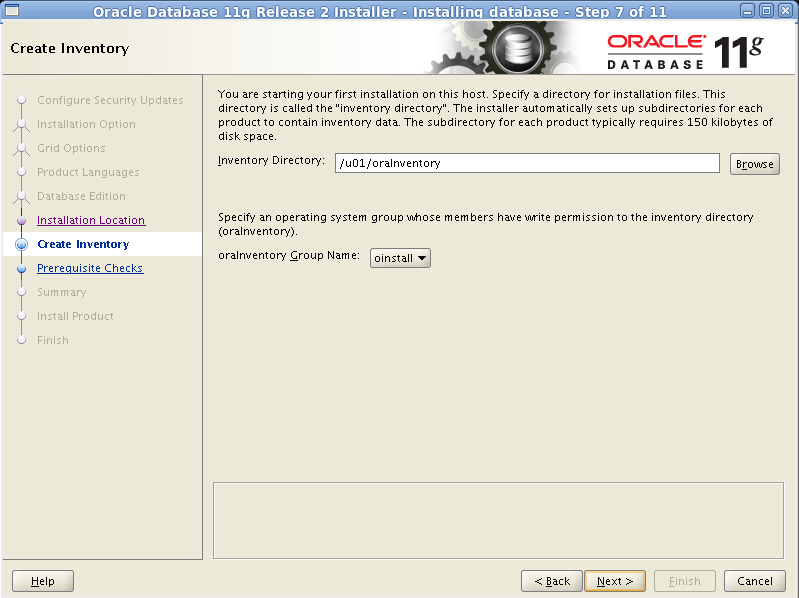 Oracle Database 11g Release 2 Installer - Installing database - Step 7 of 11
Create Inventory
ORACLE®
DATABASE
11g
Configure Security Updates
Installation Option
Grid Options
Product Languages
Database Edition
Installation Location
Create Inventory
Prerequisite Checks
Summary
Install Product
Finish
You are starting your first installation on this host. Specify a directory for installation files. This
directory is called the "inventory directory". The installer automatically sets up subdirectories for each
product to contain inventory data. The subdirectory for each product typically requires 150 kilobytes of
disk space.
Inventory Directory: /u01/oraInventory Browse
Specify an operating system group whose members have write permission to the inventory directory
(oraInventory).
oraInventory Group Name: oinstall
Help < Back Next > Finish Cancel